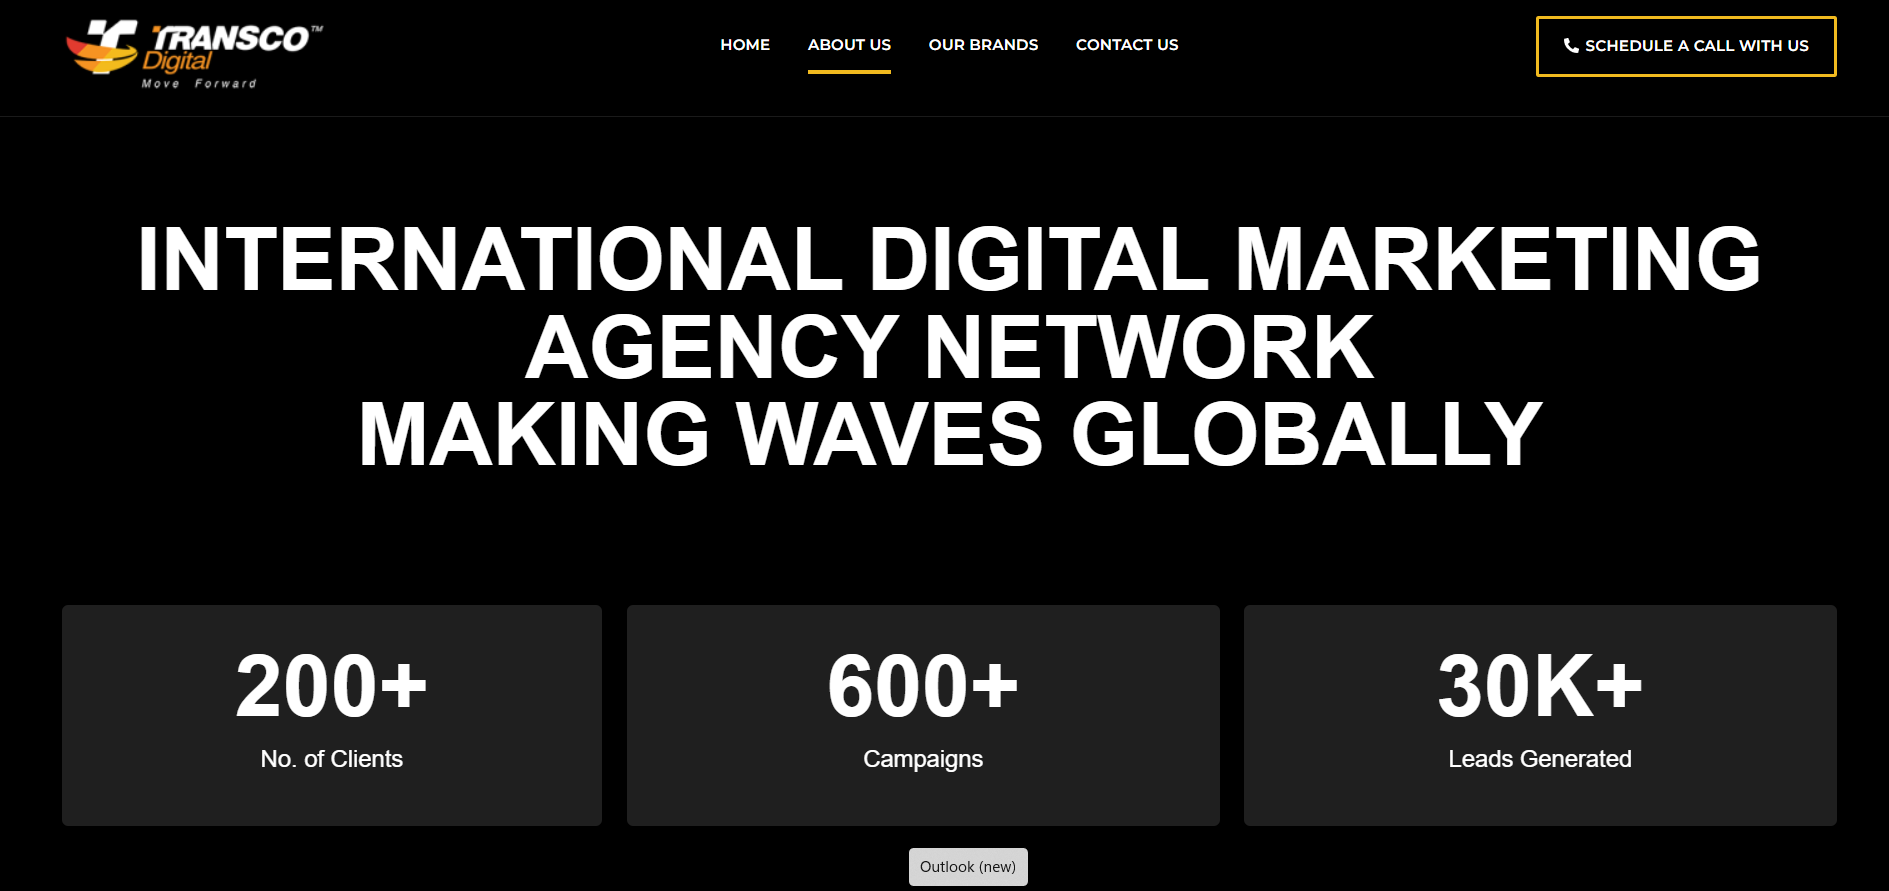 TRANSCO™
Digital
Move Forward
HOME ABOUT US OUR BRANDS CONTACT US
SCHEDULE A CALL WITH US
INTERNATIONAL DIGITAL MARKETING
AGENCY NETWORK
MAKING WAVES GLOBALLY
200+
No. of Clients
600+
Campaigns
30K+
Leads Generated
Outlook (new)